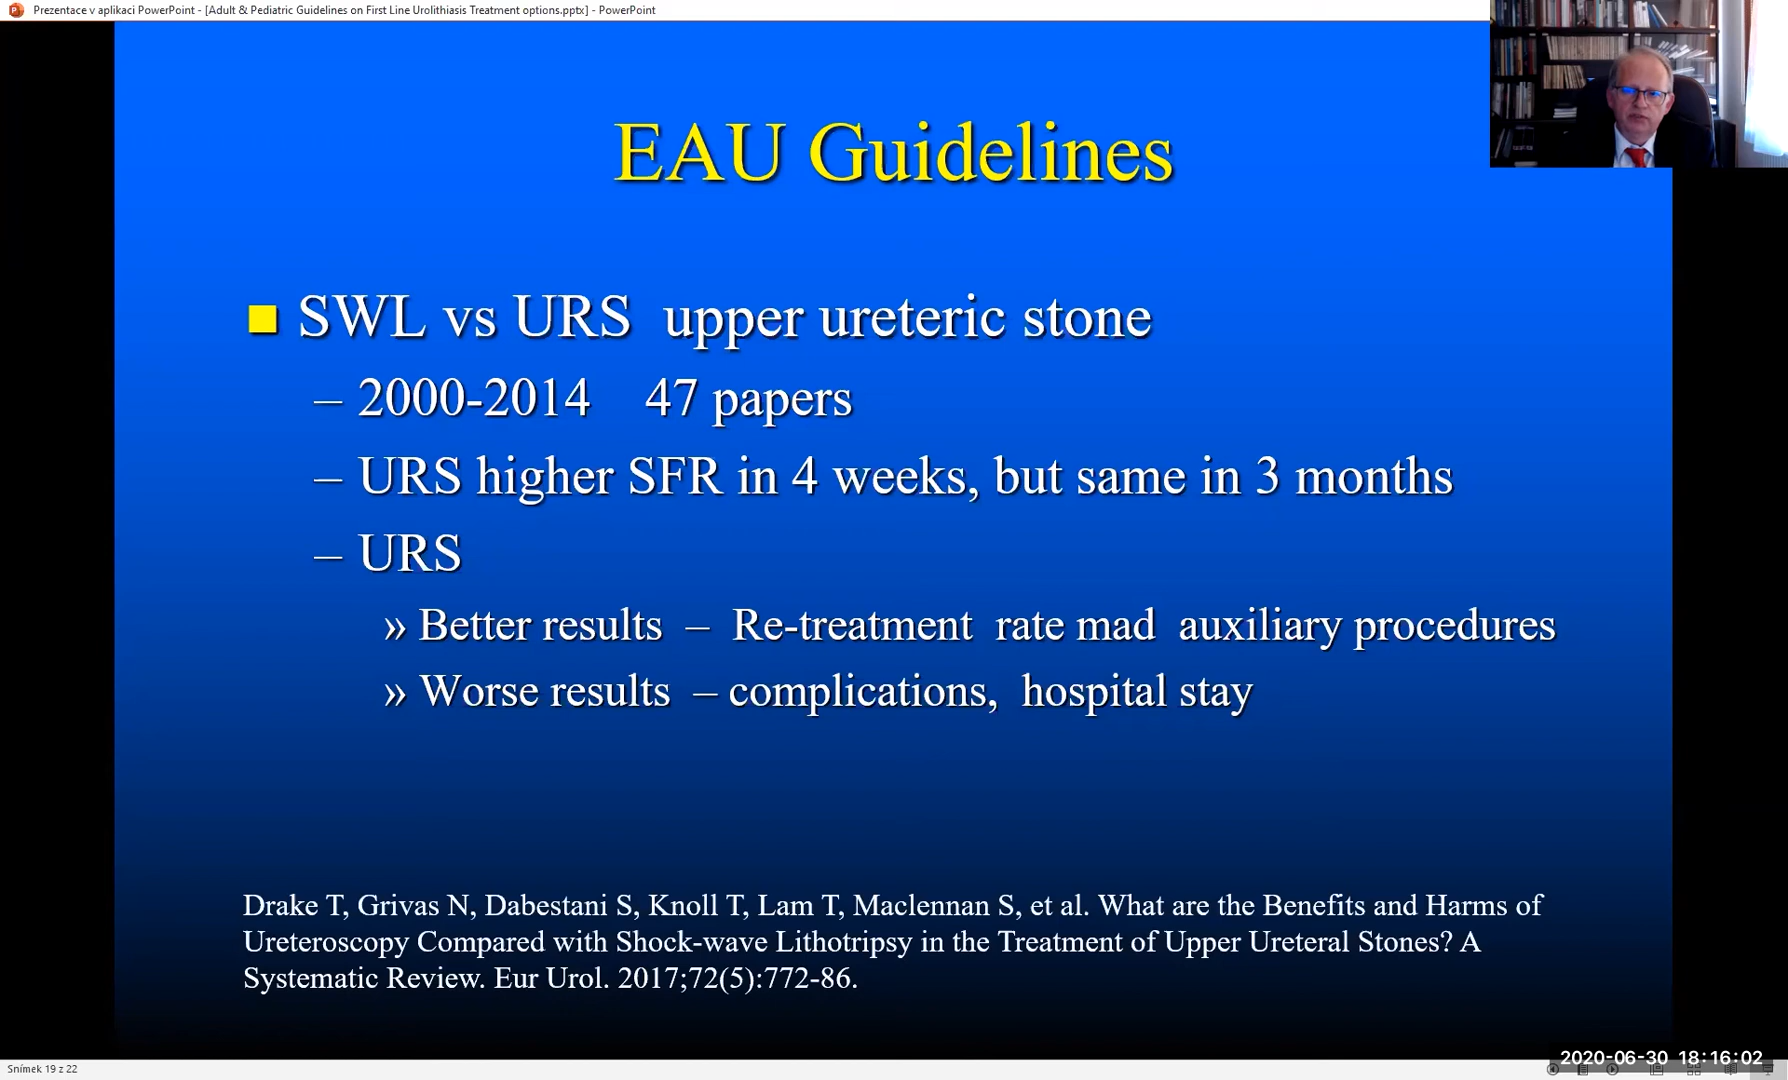 Prezentace v aplikaci PowerPoint - [Adult & Pediatric Guidelines on First Line Urolithiasis Treatment options.pptx] - PowerPoint
EAU Guidelines
SWL vs URS upper ureteric stone
– 2000-2014 47 papers
– URS higher SFR in 4 weeks, but same in 3 months
– URS
» Better results – Re-treatment rate mad auxiliary procedures
» Worse results – complications, hospital stay
Drake T, Grivas N, Dabestani S, Knoll T, Lam T, Maclennan S, et al. What are the Benefits and Harms of
Ureteroscopy Compared with Shock-wave Lithotripsy in the Treatment of Upper Ureteral Stones? A
Systematic Review. Eur Urol. 2017;72(5):772-86.
2020-06-30 18:16:02
Snímek 19 z 22